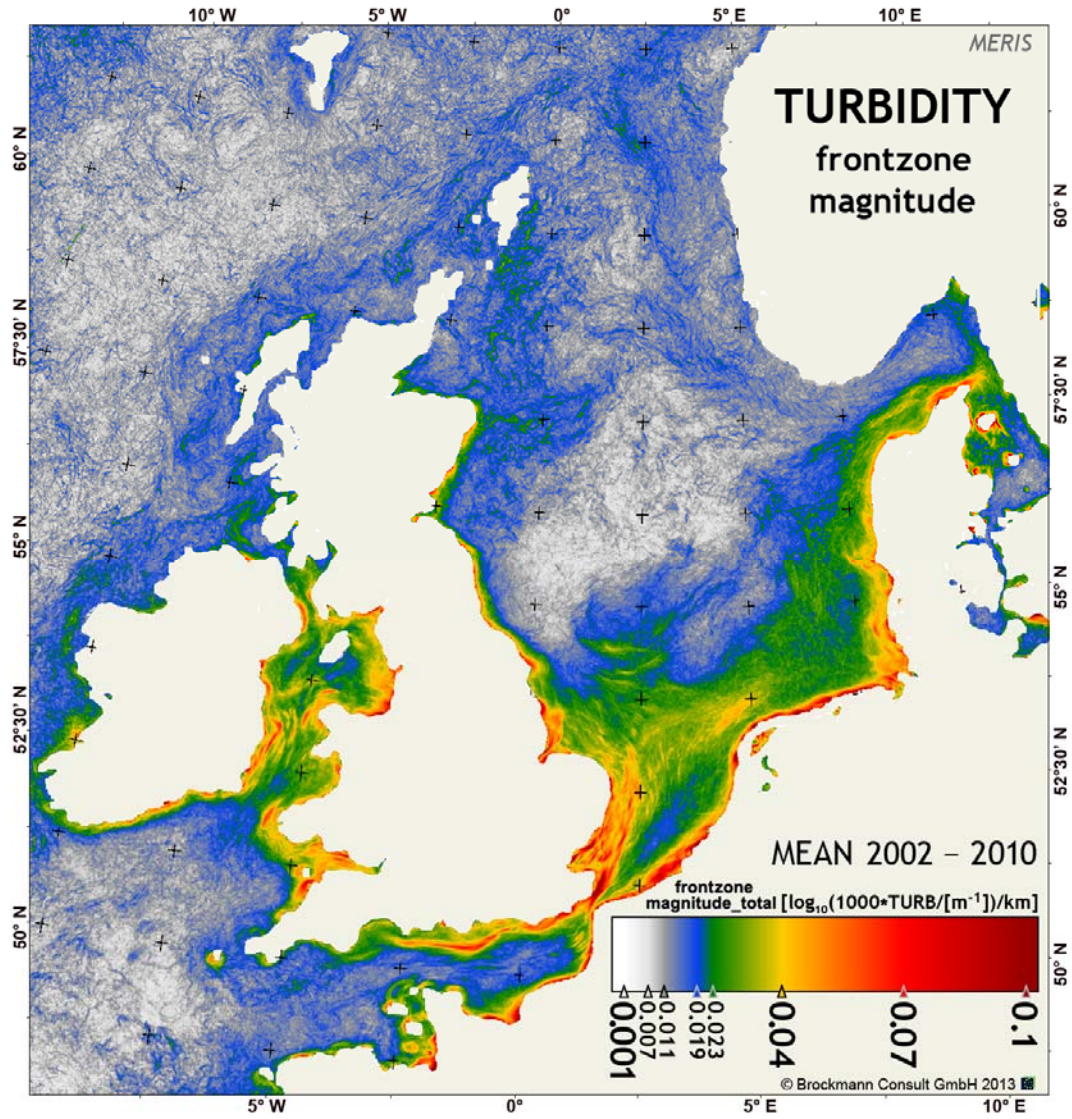 10° W 5° W 0° 5° E 10° E
MERIS
TURBIDITY
frontzone
magnitude
60° N
60° N
57°30' N
57°30' N
55° N
55° N
52°30' N
52°30' N
MEAN 2002 – 2010
frontzone
magnitude_total [log₁₀(1000*TURB/[m⁻¹])/km]
50° N
50° N
0.001 0.007 0.011 0.019 0.023 0.04 0.07 0.1
© Brockmann Consult GmbH 2013
5° W 0° 5° E 10° E